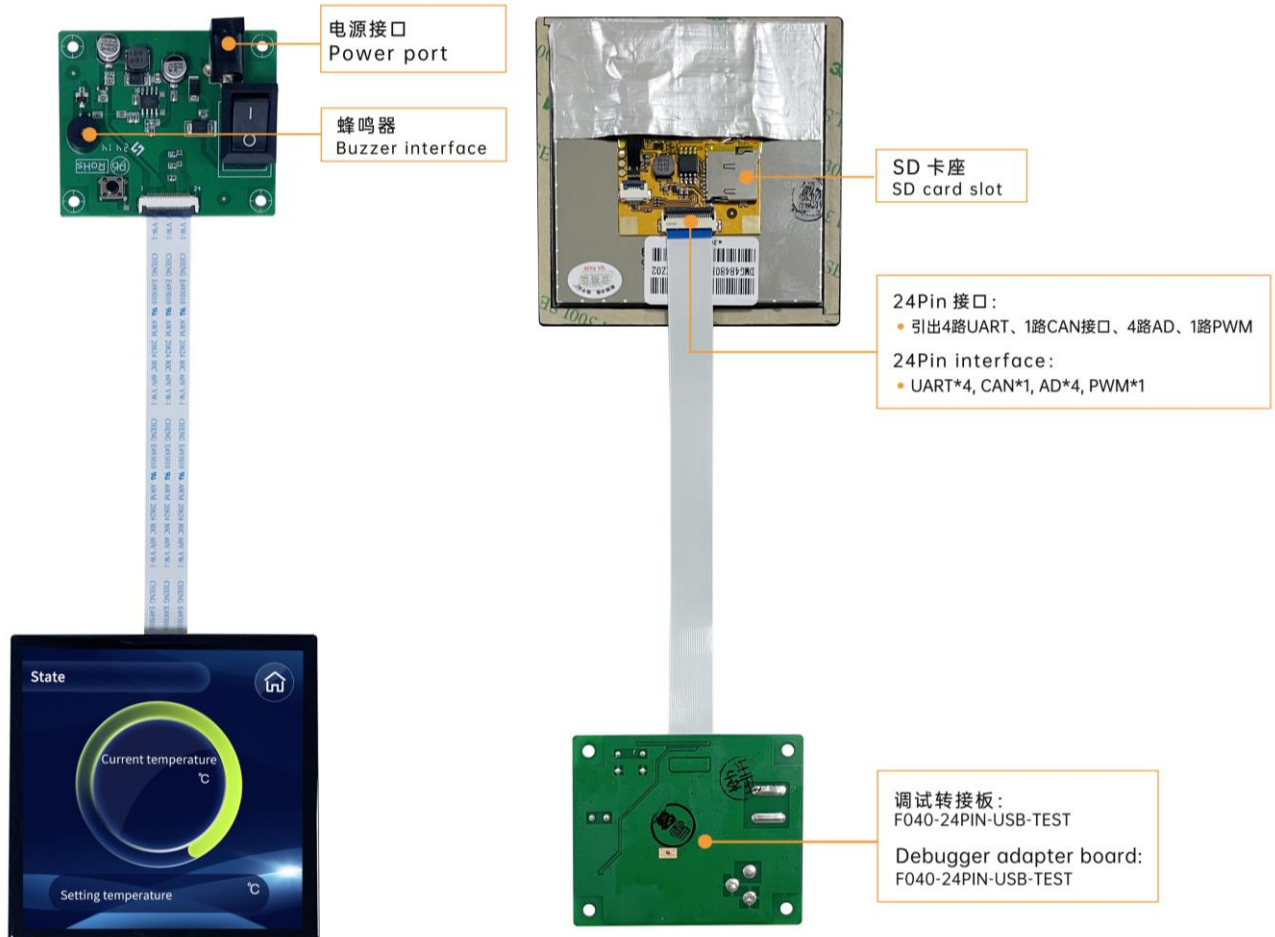 电源接口
Power port
蜂鸣器
Buzzer interface
RoHS
Pb
State
Current temperature
℃
Setting temperature
℃
SD 卡座
SD card slot
24Pin 接口:
引出4路UART、1路CAN接口、4路AD、1路PWM
24Pin interface:
UART*4, CAN*1, AD*4, PWM*1
调试转接板:
F040-24PIN-USB-TEST
Debugger adapter board:
F040-24PIN-USB-TEST